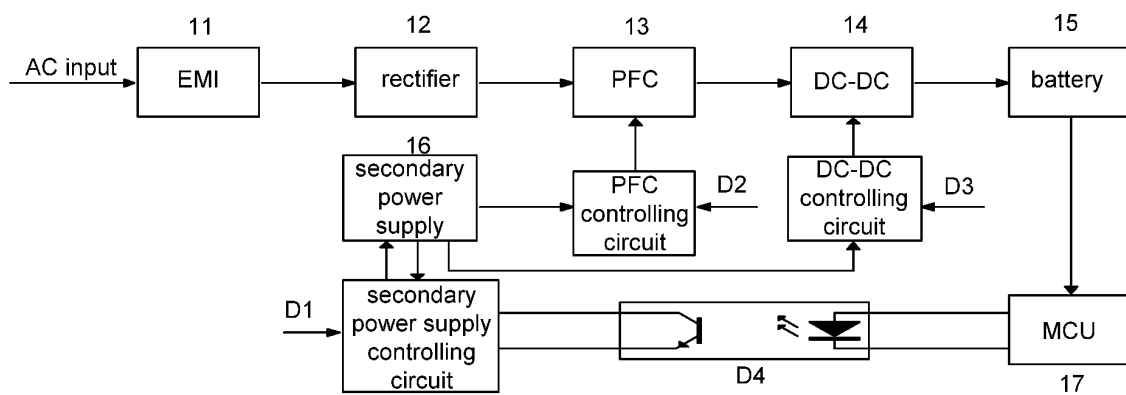 11
12
13
14
15
AC input
EMI
rectifier
PFC
DC-DC
battery
16
secondary
power
supply
PFC
controlling
circuit
D2
DC-DC
controlling
circuit
D3
D1
secondary
power supply
controlling
circuit
D4
MCU
17